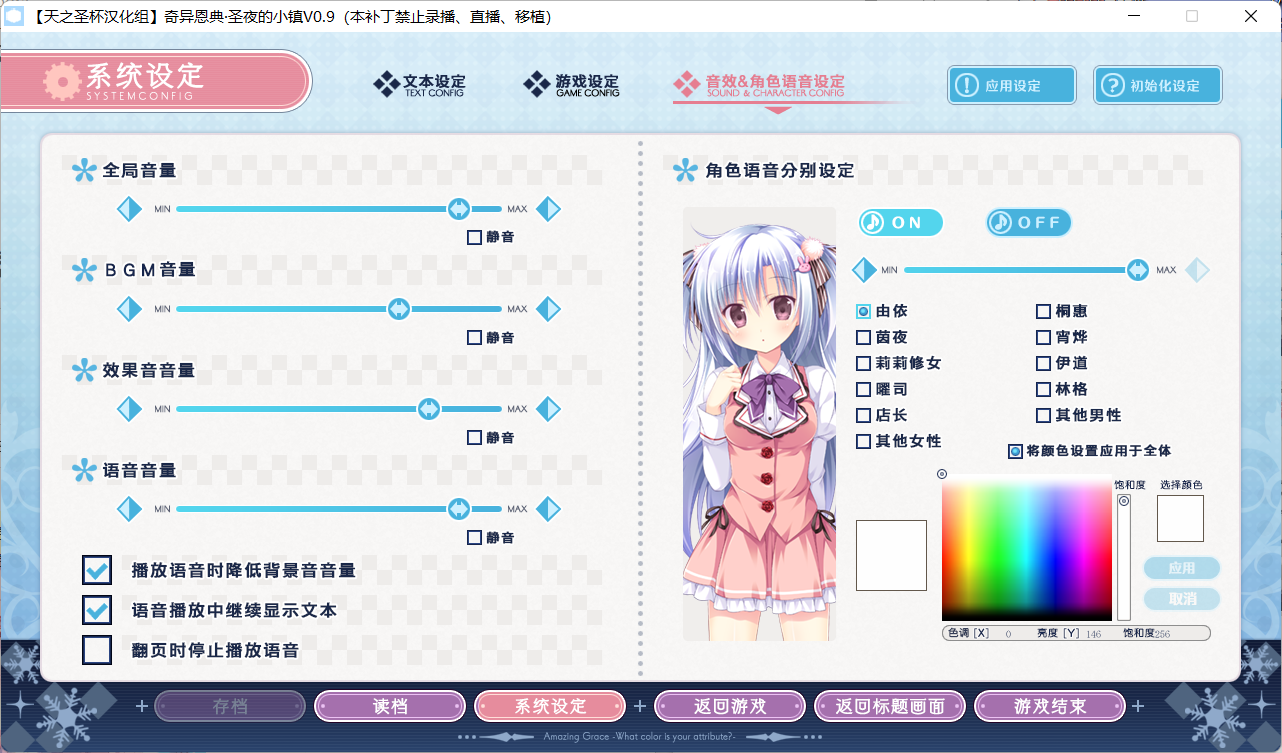 【天之圣杯汉化组】奇异恩典·圣夜的小镇V0.9（本补丁禁止录播、直播、移植）
系统设定
SYSTEMCONFIG
文本设定
TEXT CONFIG
游戏设定
GAME CONFIG
音效&角色语音设定
SOUND & CHARACTER CONFIG
应用设定
初始化设定
全局音量
MIN MAX
静音
BGM音量
MIN MAX
静音
效果音音量
MIN MAX
静音
语音音量
MIN MAX
静音
播放语音时降低背景音音量
语音播放中继续显示文本
翻页时停止播放语音
角色语音分别设定
ON OFF
MIN MAX
由依 桐惠
茵夜 宵烨
莉莉修女 伊道
曜司 林格
店长 其他男性
其他女性
将颜色设置应用于全体
饱和度 选择颜色
应用
取消
色调 [X] 0 亮度 [Y] 146 饱和度256
存档 读档 系统设定 返回游戏 返回标题画面 游戏结束
Amazing Grace -What color is your attribute?-